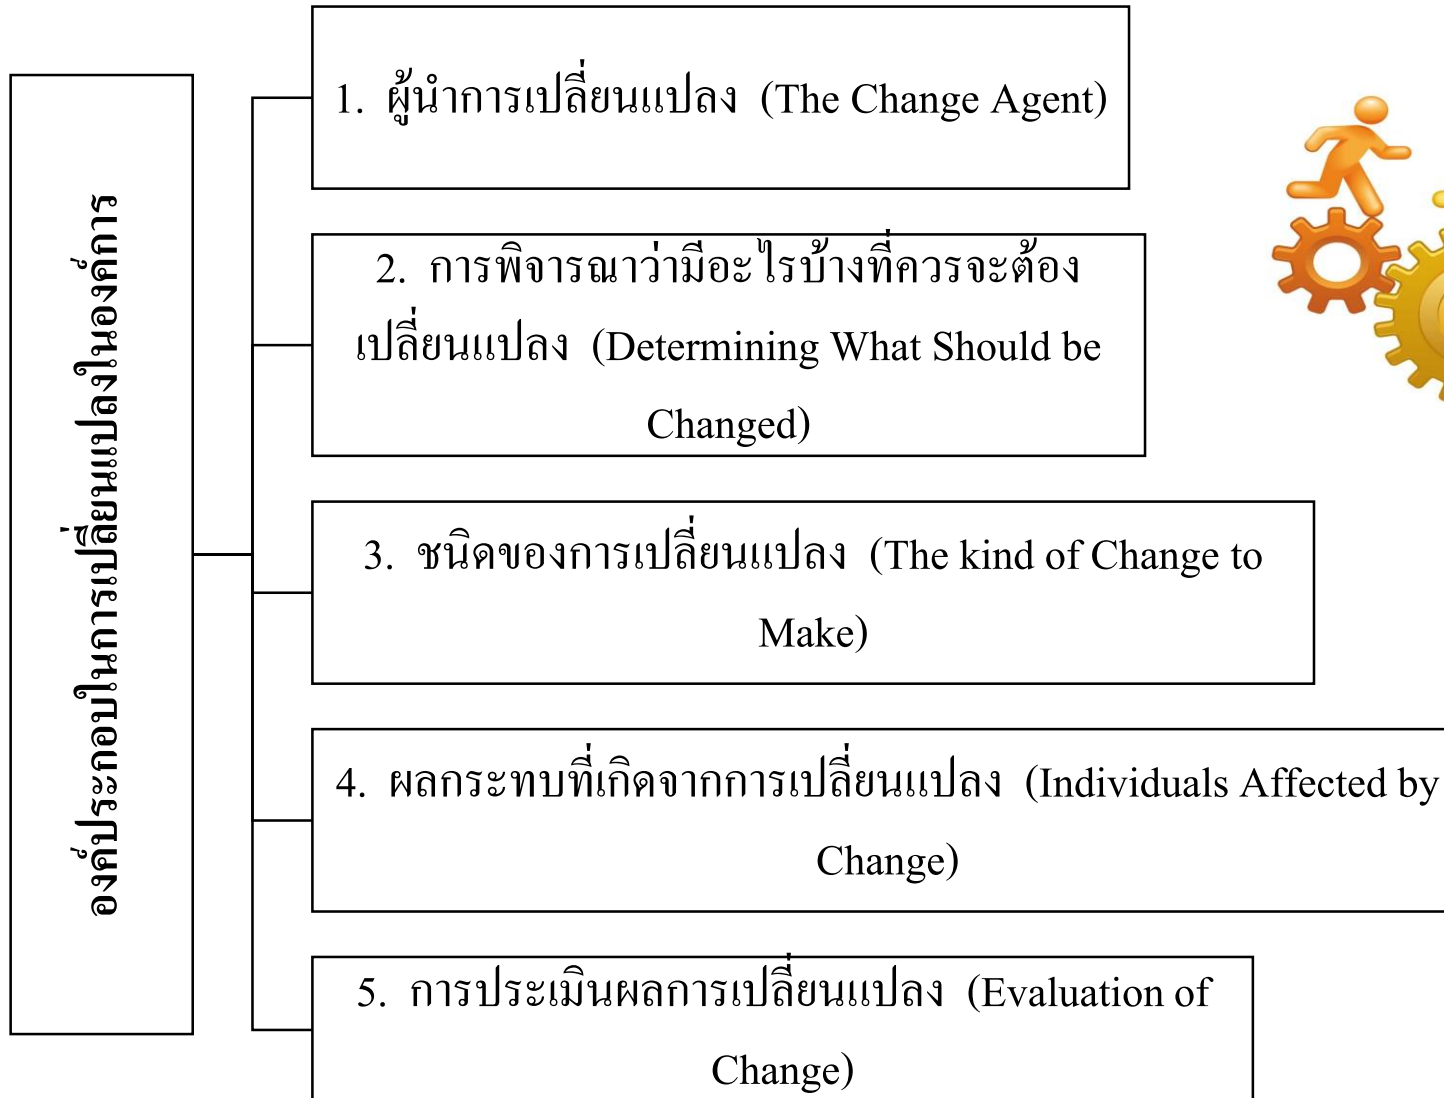 องค์ประกอบในการเปลี่ยนแปลงในองค์การ
1. ผู้นำการเปลี่ยนแปลง (The Change Agent)
2. การพิจารณาว่ามีอะไรบ้างที่ควรจะต้อง
เปลี่ยนแปลง (Determining What Should be
Changed)
3. ชนิดของการเปลี่ยนแปลง (The kind of Change to
Make)
4. ผลกระทบที่เกิดจากการเปลี่ยนแปลง (Individuals Affected by
Change)
5. การประเมินผลการเปลี่ยนแปลง (Evaluation of
Change)